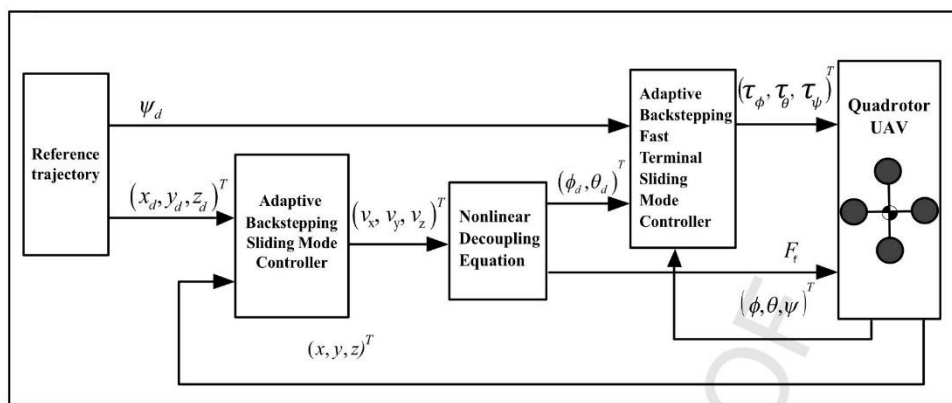 Reference
trajectory
ψ_d
(x_d, y_d, z_d)^T
Adaptive
Backstepping
Sliding Mode
Controller
(v_x, v_y, v_z)^T
Nonlinear
Decoupling
Equation
(ϕ_d, θ_d)^T
Adaptive
Backstepping
Fast
Terminal
Sliding
Mode
Controller
(τ_ϕ, τ_θ, τ_ψ)^T
Quadrotor
UAV
F_f
(ϕ, θ, ψ)^T
(x, y, z)^T
OF